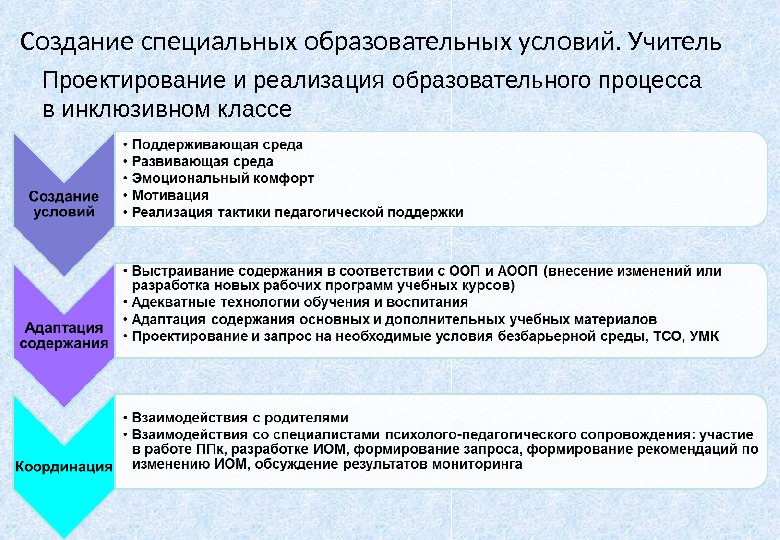 Создание специальных образовательных условий. Учитель
Проектирование и реализация образовательного процесса
в инклюзивном классе
Создание
условий
• Поддерживающая среда
• Развивающая среда
• Эмоциональный комфорт
• Мотивация
• Реализация тактики педагогической поддержки
Адаптация
содержания
• Выстраивание содержания в соответствии с ООП и АООП (внесение изменений или
разработка новых рабочих программ учебных курсов)
• Адекватные технологии обучения и воспитания
• Адаптация содержания основных и дополнительных учебных материалов
• Проектирование и запрос на необходимые условия безбарьерной среды, ТСО, УМК
Координация
• Взаимодействия с родителями
• Взаимодействия со специалистами психолого-педагогического сопровождения: участие
в работе ППк, разработке ИОМ, формирование запроса, формирование рекомендаций по
изменению ИОМ, обсуждение результатов мониторинга